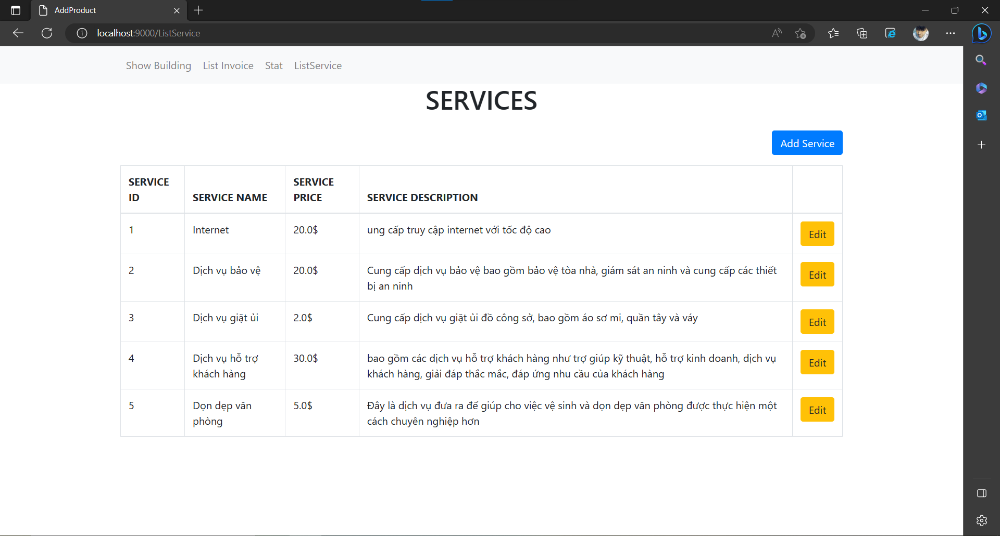 AddProduct
localhost:9000/ListService
Show Building List Invoice Stat ListService
SERVICES
Add Service
SERVICE ID SERVICE NAME SERVICE PRICE SERVICE DESCRIPTION
1 Internet 20.0$ ung cấp truy cập internet với tốc độ cao Edit
2 Dịch vụ bảo vệ 20.0$ Cung cấp dịch vụ bảo vệ bao gồm bảo vệ tòa nhà, giám sát an ninh và cung cấp các thiết
bị an ninh
Edit
3 Dịch vụ giặt ủi 2.0$ Cung cấp dịch vụ giặt ủi đồ công sở, bao gồm áo sơ mi, quần tây và váy Edit
4 Dịch vụ hỗ trợ
khách hàng
30.0$ bao gồm các dịch vụ hỗ trợ khách hàng như trợ giúp kỹ thuật, hỗ trợ kinh doanh, dịch vụ
khách hàng, giải đáp thắc mắc, đáp ứng nhu cầu của khách hàng
Edit
5 Dọn dẹp văn
phòng
5.0$ Đây là dịch vụ đưa ra để giúp cho việc vệ sinh và dọn dẹp văn phòng được thực hiện một
cách chuyên nghiệp hơn
Edit